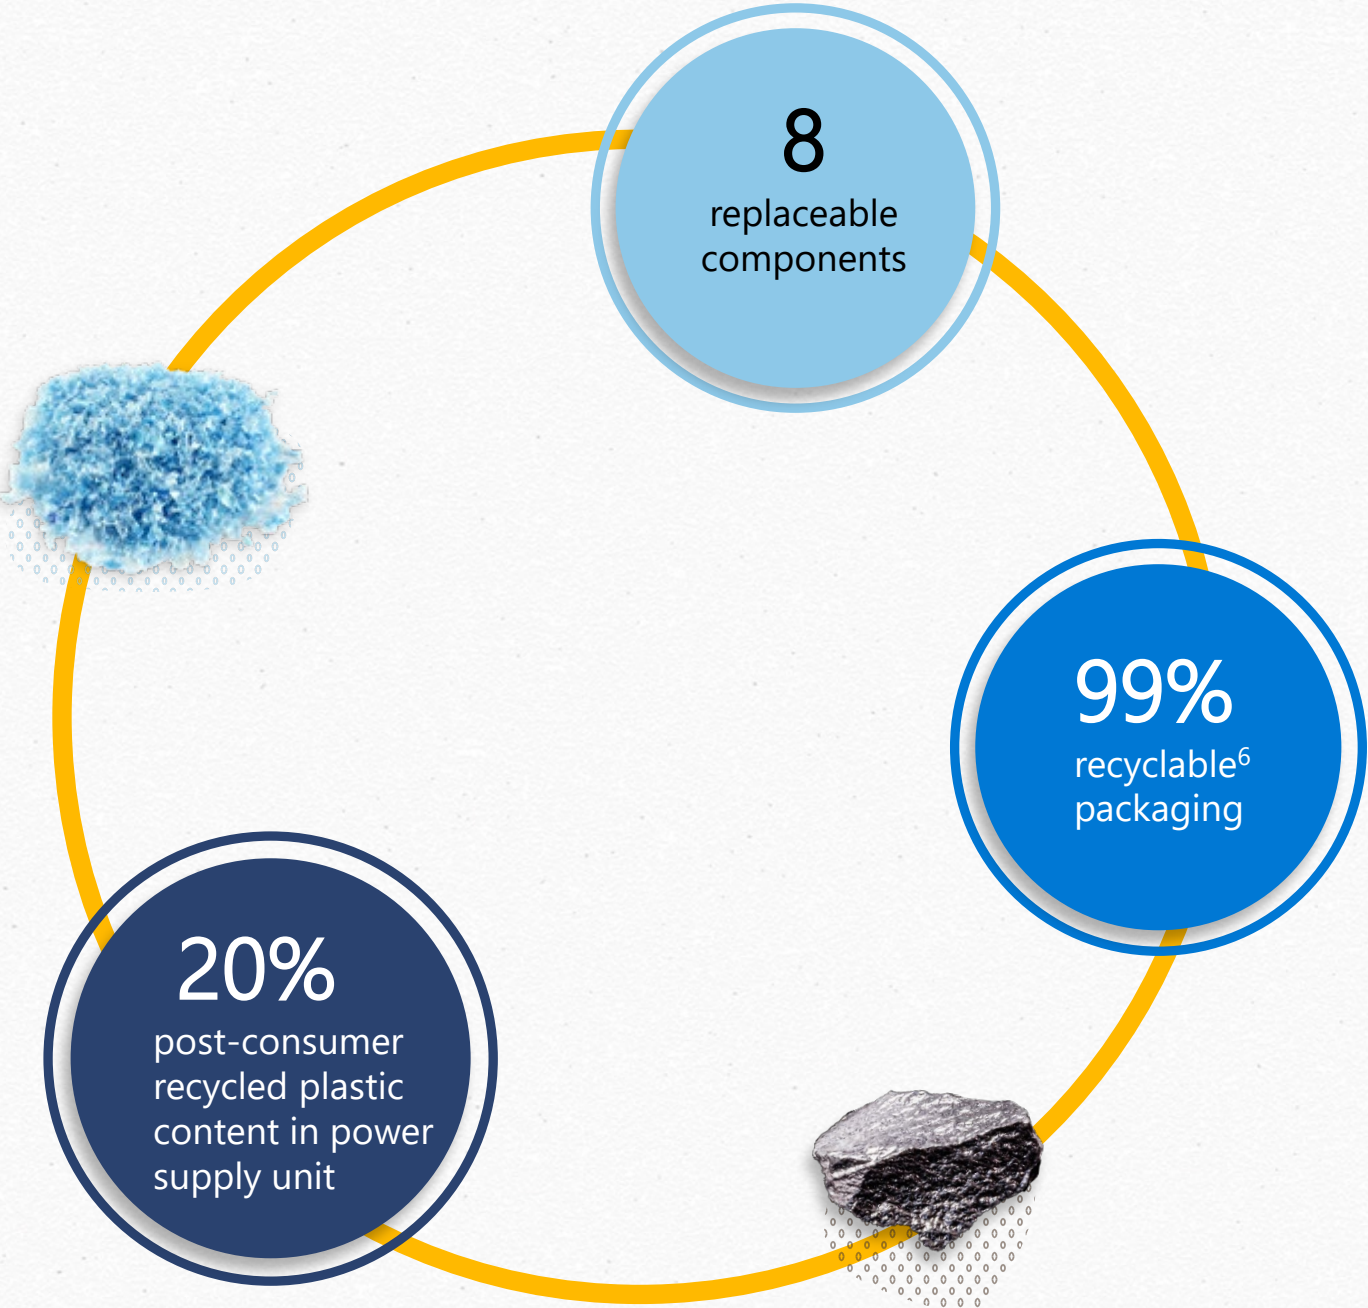 8
replaceable
components
99%
recyclable⁶
packaging
20%
post-consumer
recycled plastic
content in power
supply unit